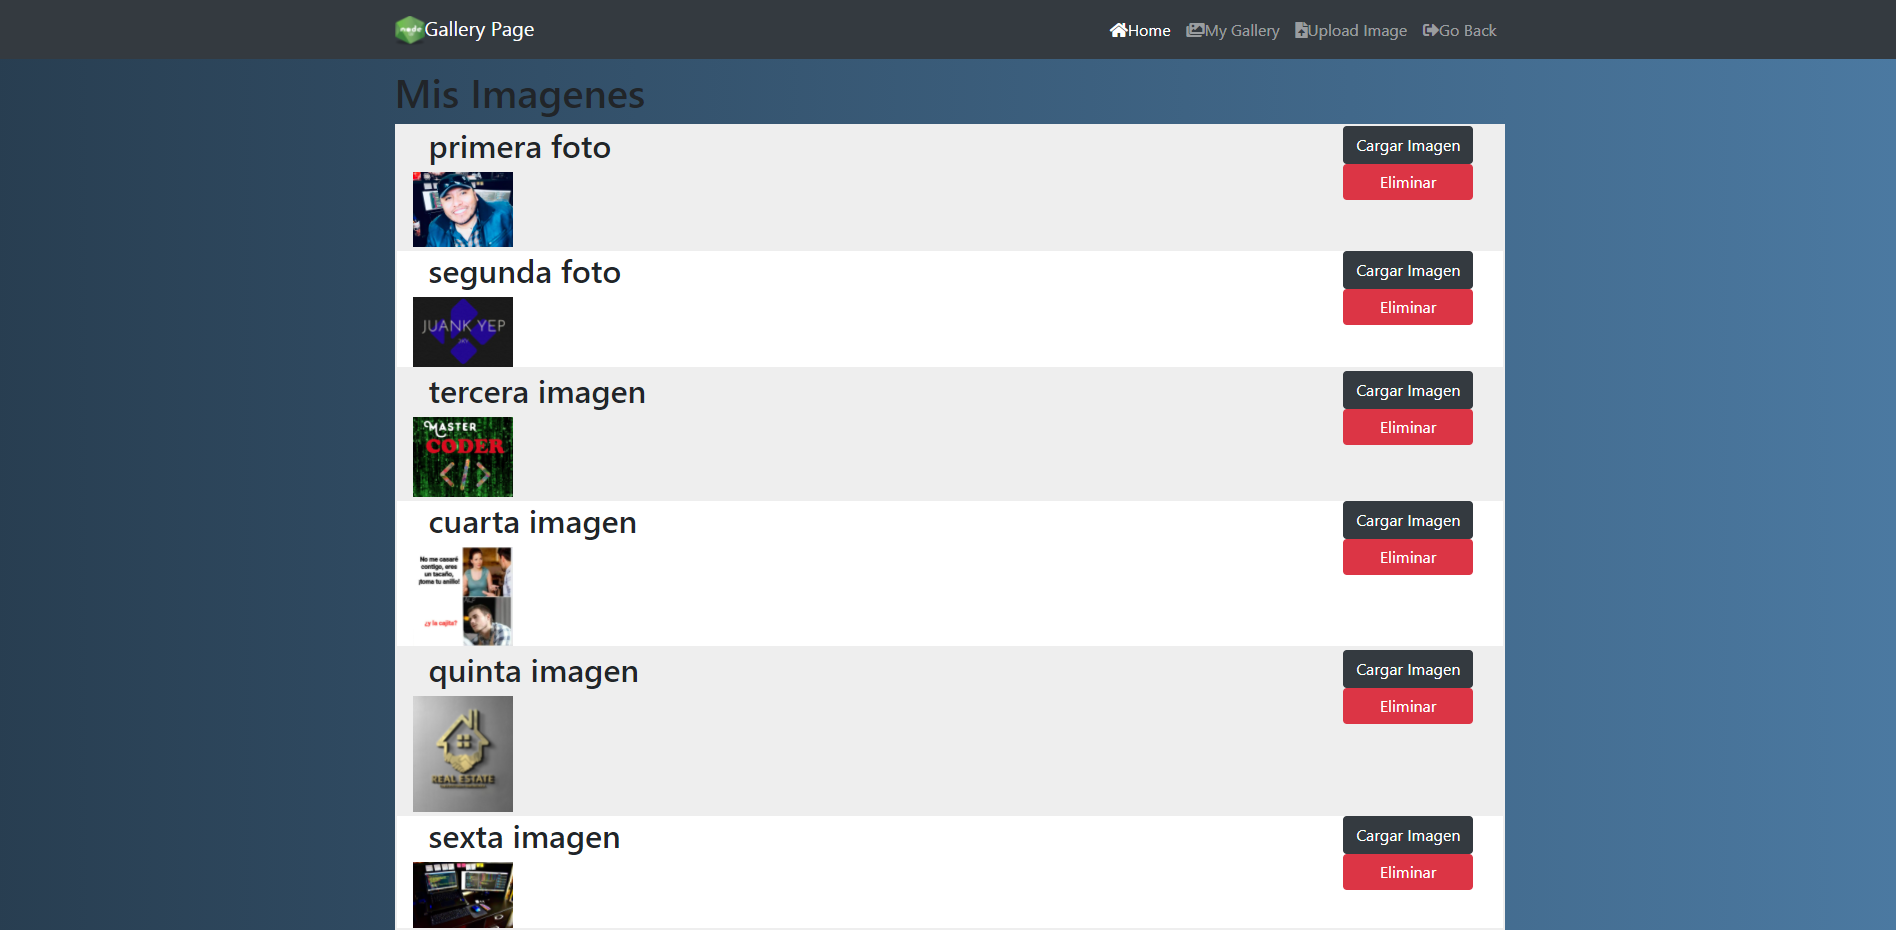 node
Gallery Page
Home
My Gallery
Upload Image
Go Back
Mis Imagenes
primera foto
Cargar Imagen
Eliminar
segunda foto
JUANK YEP
Cargar Imagen
Eliminar
tercera imagen
MASTER
CODER
</>
Cargar Imagen
Eliminar
cuarta imagen
No me casaré
contigo, eres
un tacaño,
¡toma tu anillo!
¿y la cajita?
Cargar Imagen
Eliminar
quinta imagen
REAL ESTATE
Cargar Imagen
Eliminar
sexta imagen
Cargar Imagen
Eliminar